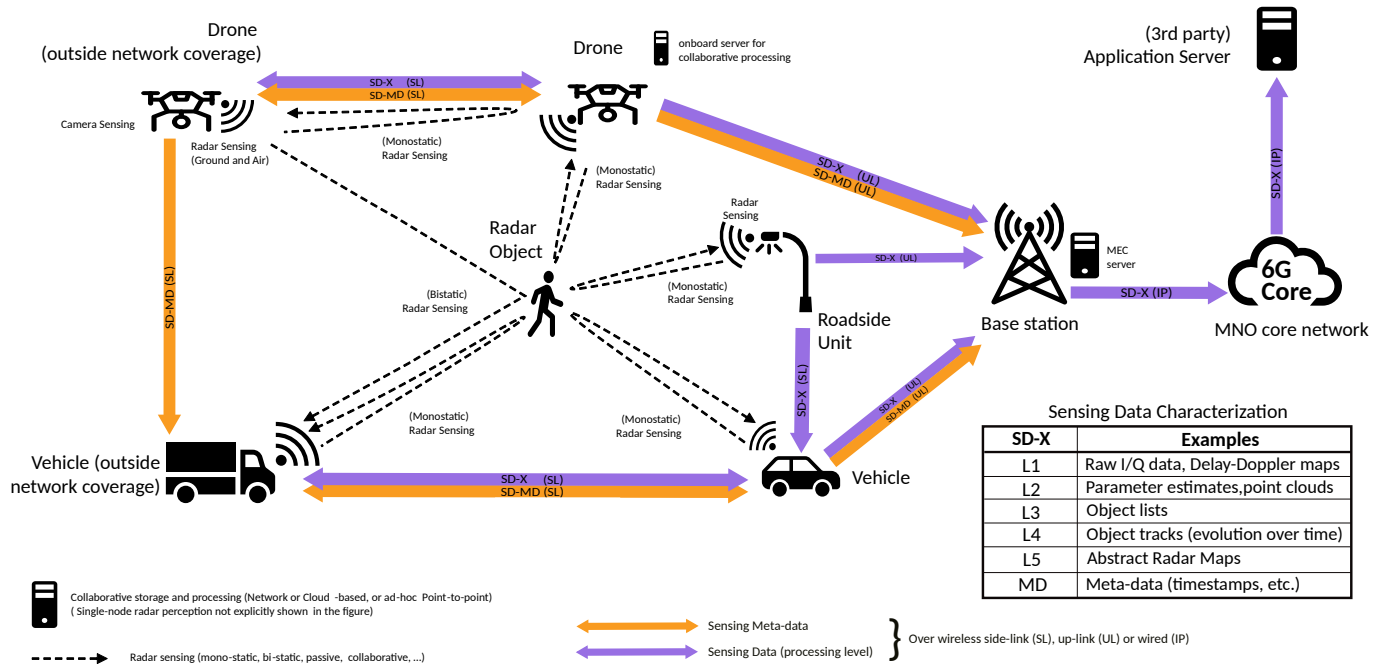 Drone
(outside network coverage)
Drone
onboard server for
collaborative processing
(3rd party)
Application Server
SD-X (SL)
SD-MD (SL)
Camera Sensing
Radar Sensing
(Ground and Air)
(Monostatic)
Radar Sensing
(Monostatic)
Radar Sensing
SD-X (UL)
SD-MD (UL)
SD-X (IP)
Radar
Sensing
Radar
Object
MEC
server
SD-X (UL)
6G
Core
SD-MD (SL)
(Bistatic)
Radar Sensing
(Monostatic)
Radar Sensing
SD-X (IP)
Roadside
Unit
Base station
MNO core network
SD-X (SL)
SD-X (UL)
SD-MD (UL)
(Monostatic)
Radar Sensing
(Monostatic)
Radar Sensing
Vehicle (outside
network coverage)
SD-X (SL)
SD-MD (SL)
Vehicle
Sensing Data Characterization
SD-X Examples
L1 Raw I/Q data, Delay-Doppler maps
L2 Parameter estimates,point clouds
L3 Object lists
L4 Object tracks (evolution over time)
L5 Abstract Radar Maps
MD Meta-data (timestamps, etc.)
Collaborative storage and processing (Network or Cloud -based, or ad-hoc Point-to-point)
( Single-node radar perception not explicitly shown in the figure)
Radar sensing (mono-static, bi-static, passive, collaborative, ...)
Sensing Meta-data
Sensing Data (processing level)
Over wireless side-link (SL), up-link (UL) or wired (IP)